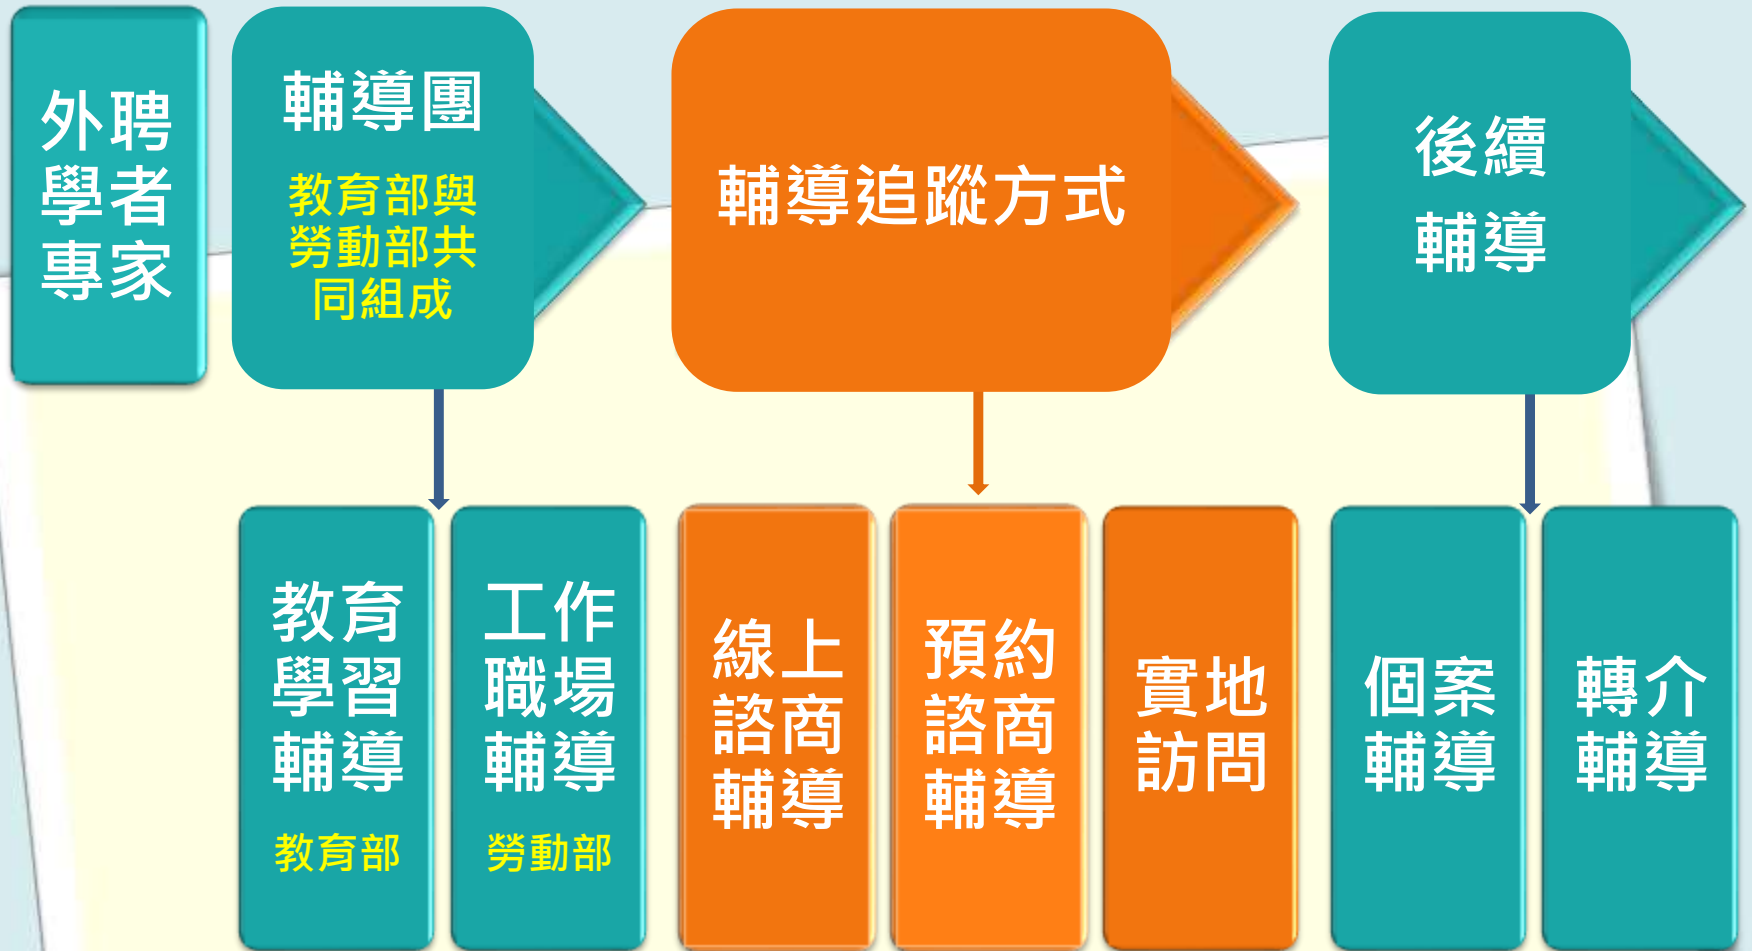 外聘
學者
專家
輔導團
教育部與
勞動部共
同組成
輔導追蹤方式
後續
輔導
教育
學習
輔導
教育部
工作
職場
輔導
勞動部
線上
諮商
輔導
預約
諮商
輔導
實地
訪問
個案
輔導
轉介
輔導